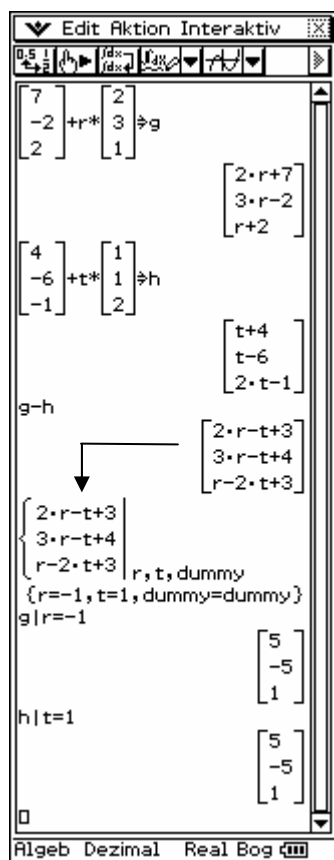 Edit Aktion Interaktiv
[7 -2 2]+r*[2 3 1]⇒g
[2·r+7 3·r-2 r+2]
[4 -6 -1]+t*[1 1 2]⇒h
[t+4 t-6 2·t-1]
g-h
[2·r-t+3 3·r-t+4 r-2·t+3]
{2·r-t+3
3·r-t+4
r-2·t+3|r,t,dummy
{r=-1,t=1,dummy=dummy}
g|r=-1
[5 -5 1]
h|t=1
[5 -5 1]
Algeb Dezimal Real Bog